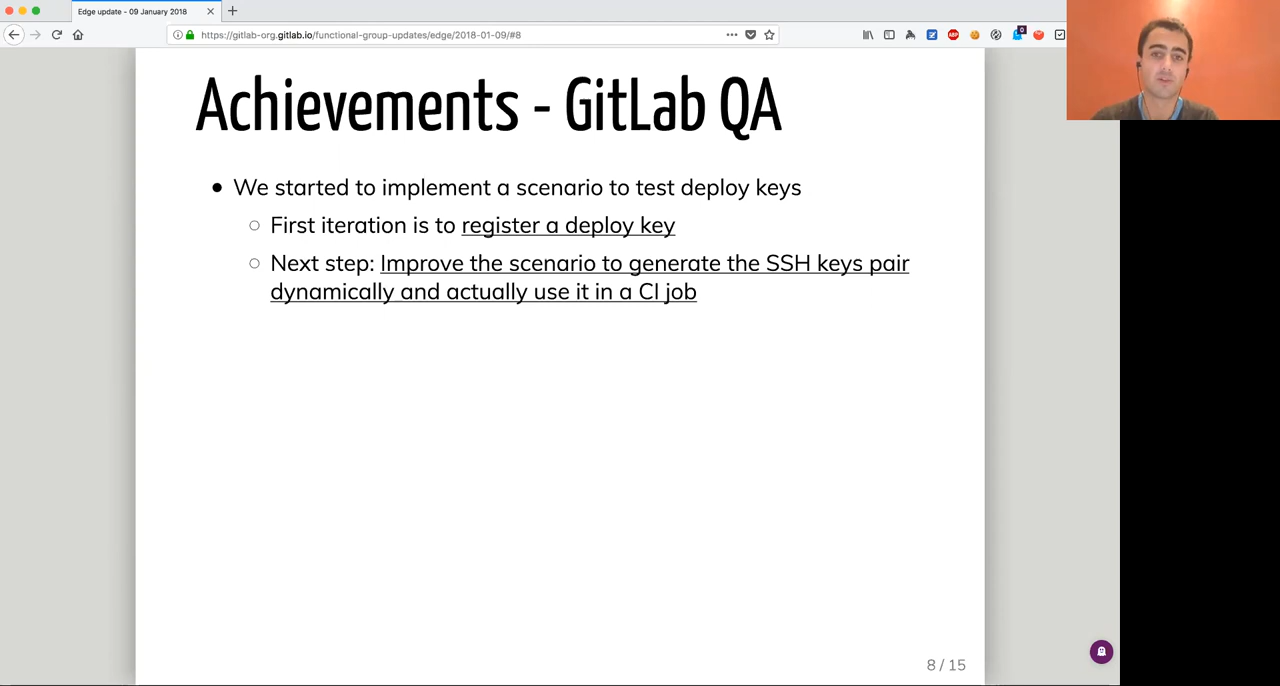 Edge update - 09 January 2018
https://gitlab-org.gitlab.io/functional-group-updates/edge/2018-01-09/#8
ABP
0
Achievements - GitLab QA
We started to implement a scenario to test deploy keys
First iteration is to register a deploy key
Next step: Improve the scenario to generate the SSH keys pair
dynamically and actually use it in a CI job
8 / 15